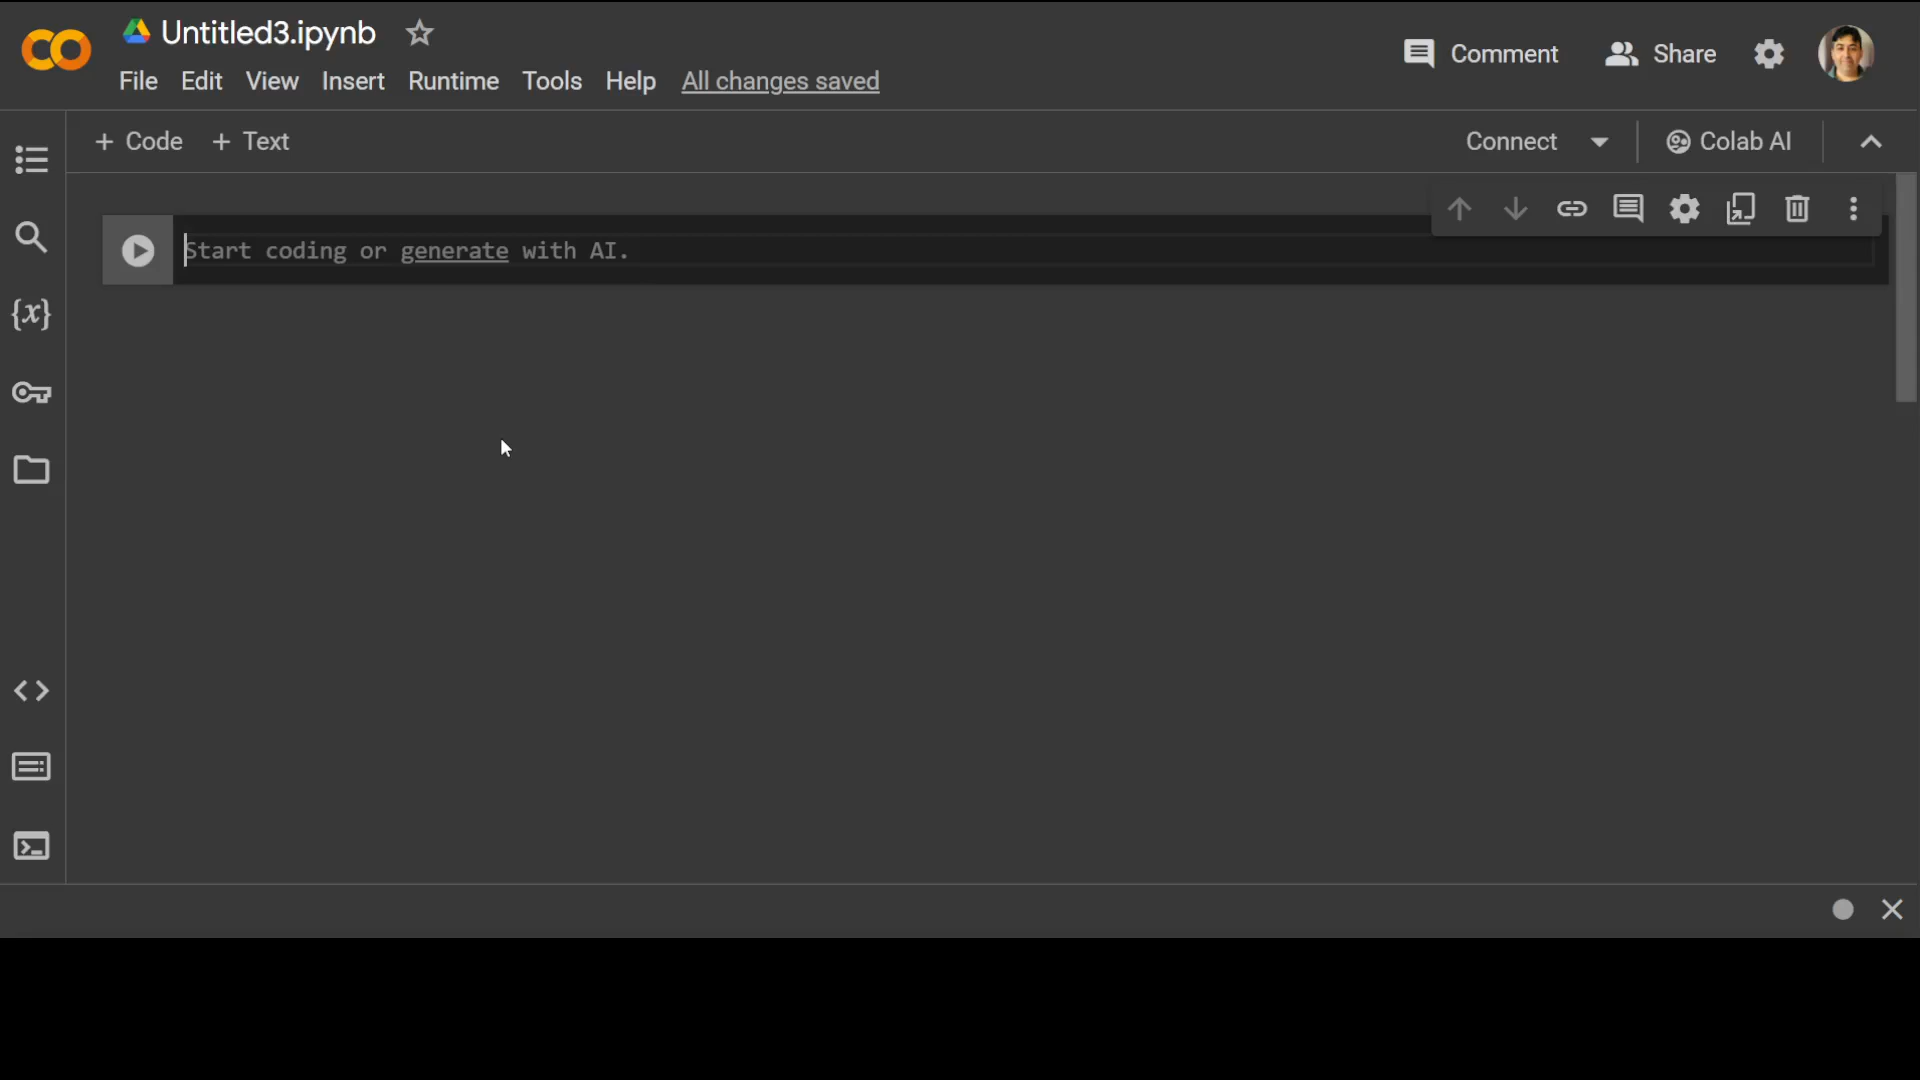 Untitled3.ipynb
Comment
Share
File Edit View Insert Runtime Tools Help All changes saved
+ Code + Text
Connect
Colab AI
Start coding or generate with AI.
{x}